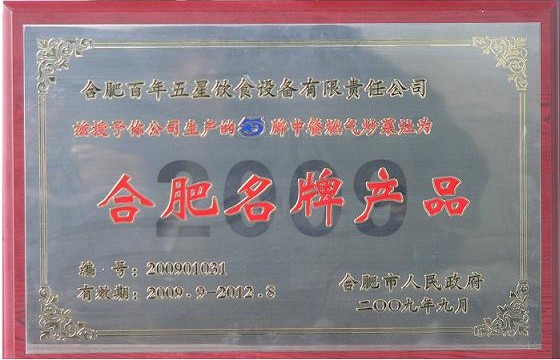 合肥百年五星饮食设备有限责任公司
兹授予你公司生产的 牌中餐燃气炒菜灶为
2009
合肥名牌产品
编 号：200901031
有效期：2009.9-2012.8
合肥市人民政府
二〇〇九年九月